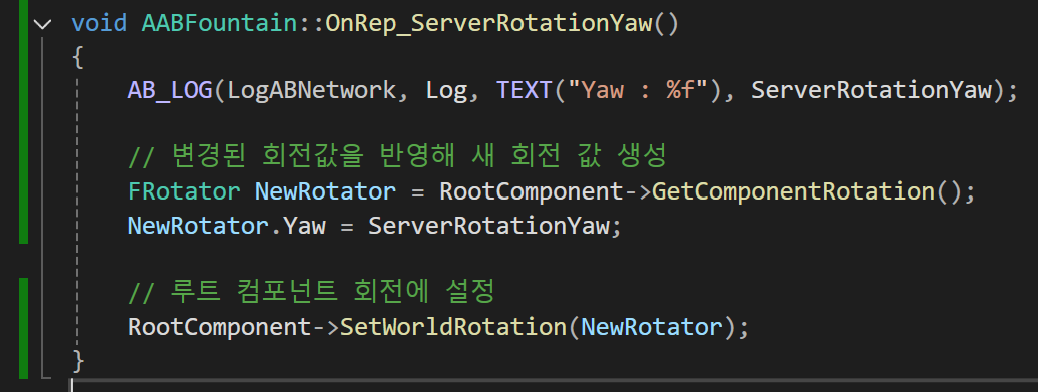 void AABFountain::OnRep_ServerRotationYaw()
{
AB_LOG(LogABNetwork, Log, TEXT("Yaw : %f"), ServerRotationYaw);
// 변경된 회전값을 반영해 새 회전 값 생성
FRotator NewRotator = RootComponent->GetComponentRotation();
NewRotator.Yaw = ServerRotationYaw;
// 루트 컴포넌트 회전에 설정
RootComponent->SetWorldRotation(NewRotator);
}